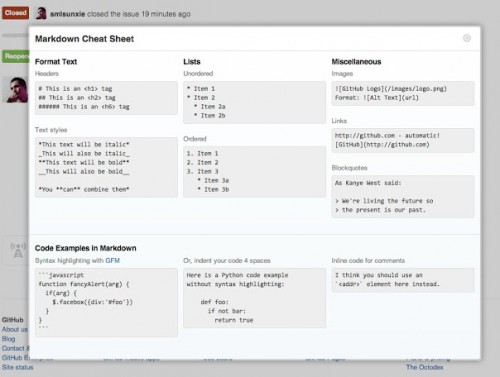 Closed smisunxie closed the issue 19 minutes ago
Markdown Cheat Sheet
Format Text
Headers
# This is an <h1> tag
## This is an <h2> tag
###### This is an <h6> tag
Text styles
*This text will be italic*
_This will also be italic_
**This text will be bold**
__This will also be bold__
*You **can** combine them*
Lists
Unordered
* Item 1
* Item 2
* Item 2a
* Item 2b
Ordered
1. Item 1
2. Item 2
3. Item 3
* Item 3a
* Item 3b
Miscellaneous
Images
![GitHub Logo](/images/logo.png)
Format: ![Alt Text](url)
Links
http://github.com - automatic!
[GitHub](http://github.com)
Blockquotes
As Kanye West said:
> We're living the future so
> the present is our past.
Code Examples in Markdown
Syntax highlighting with GFM
```javascript
function fancyAlert(arg) {
if(arg) {
$.facebox({div:'#foo'})
}
}
```
Or, indent your code 4 spaces
Here is a Python code example
without syntax highlighting:
def foo:
if not bar:
return true
Inline code for comments
I think you should use an
`<addr>` element here instead.
Reopen
GitHub
About us
Blog
Contact &
GitHub
Site status
The Octodex